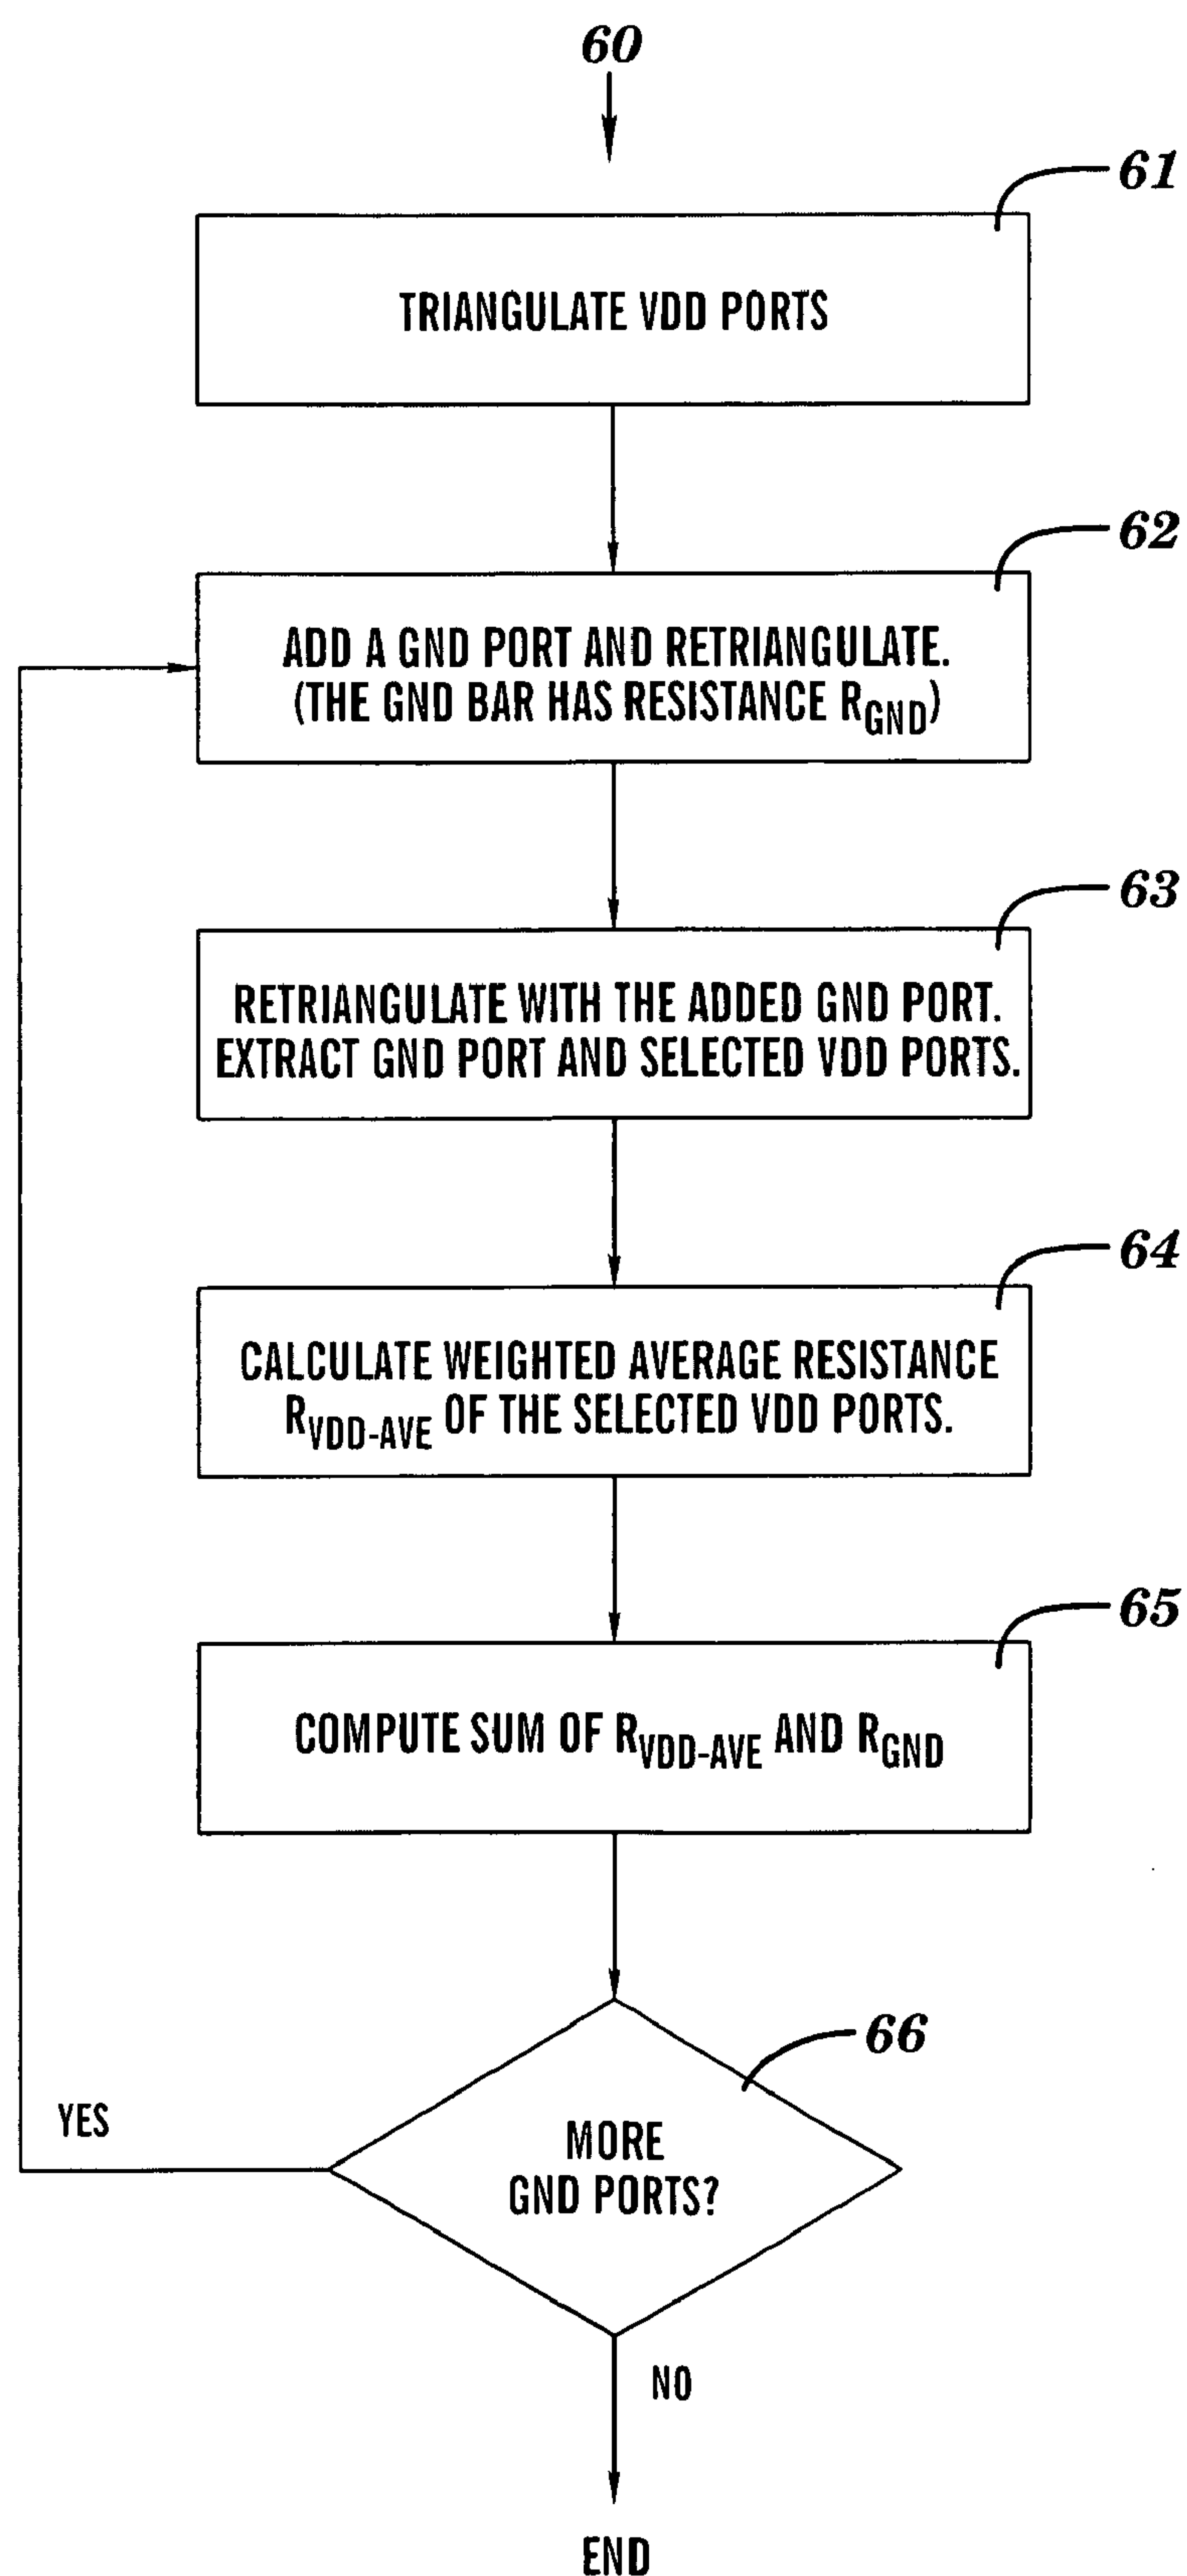 60
61
TRIANGULATE VDD PORTS
62
ADD A GND PORT AND RETRIANGULATE.
(THE GND BAR HAS RESISTANCE RGND)
63
RETRIANGULATE WITH THE ADDED GND PORT.
EXTRACT GND PORT AND SELECTED VDD PORTS.
64
CALCULATE WEIGHTED AVERAGE RESISTANCE
RVDD-AVE OF THE SELECTED VDD PORTS.
65
COMPUTE SUM OF RVDD-AVE AND RGND
66
MORE
GND PORTS?
YES
NO
END